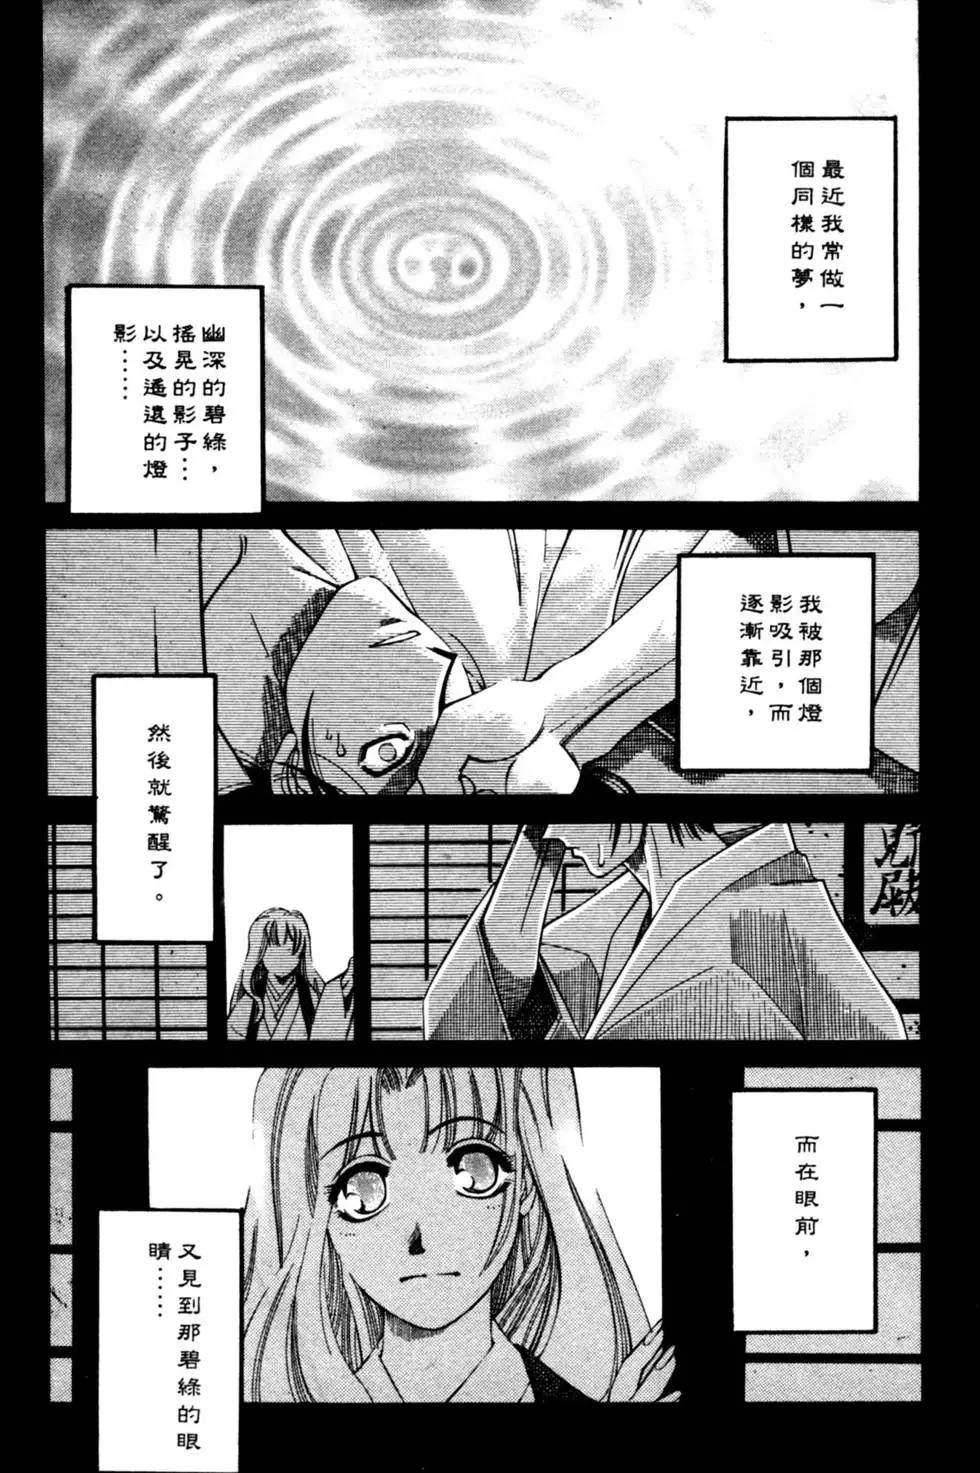 最近我常做一
個同樣的夢，
幽深的碧綠，
搖晃的影子…
以及遙遠的燈
影……
我被那個燈
影吸引，而
逐漸靠近，
然後就驚醒了。
而在眼前，
又見到那碧綠的眼
睛……